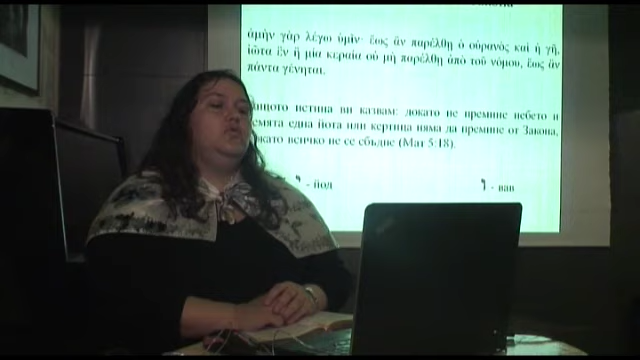 ἀμὴν γὰρ λέγω ὑμῖν· ἕως ἂν παρέλθῃ ὁ οὐρανὸς καὶ ἡ γῆ,
ἰῶτα ἓν ἢ μία κεραία οὐ μὴ παρέλθῃ ἀπὸ τοῦ νόμου, ἕως ἂν
πάντα γένηται.
защото истина ви казвам: докато не премине небето и
земята една йота или кертица няма да премине от Закона,
докато всичко не се сбъдне (Мат 5:18).
י - йод ו - вав